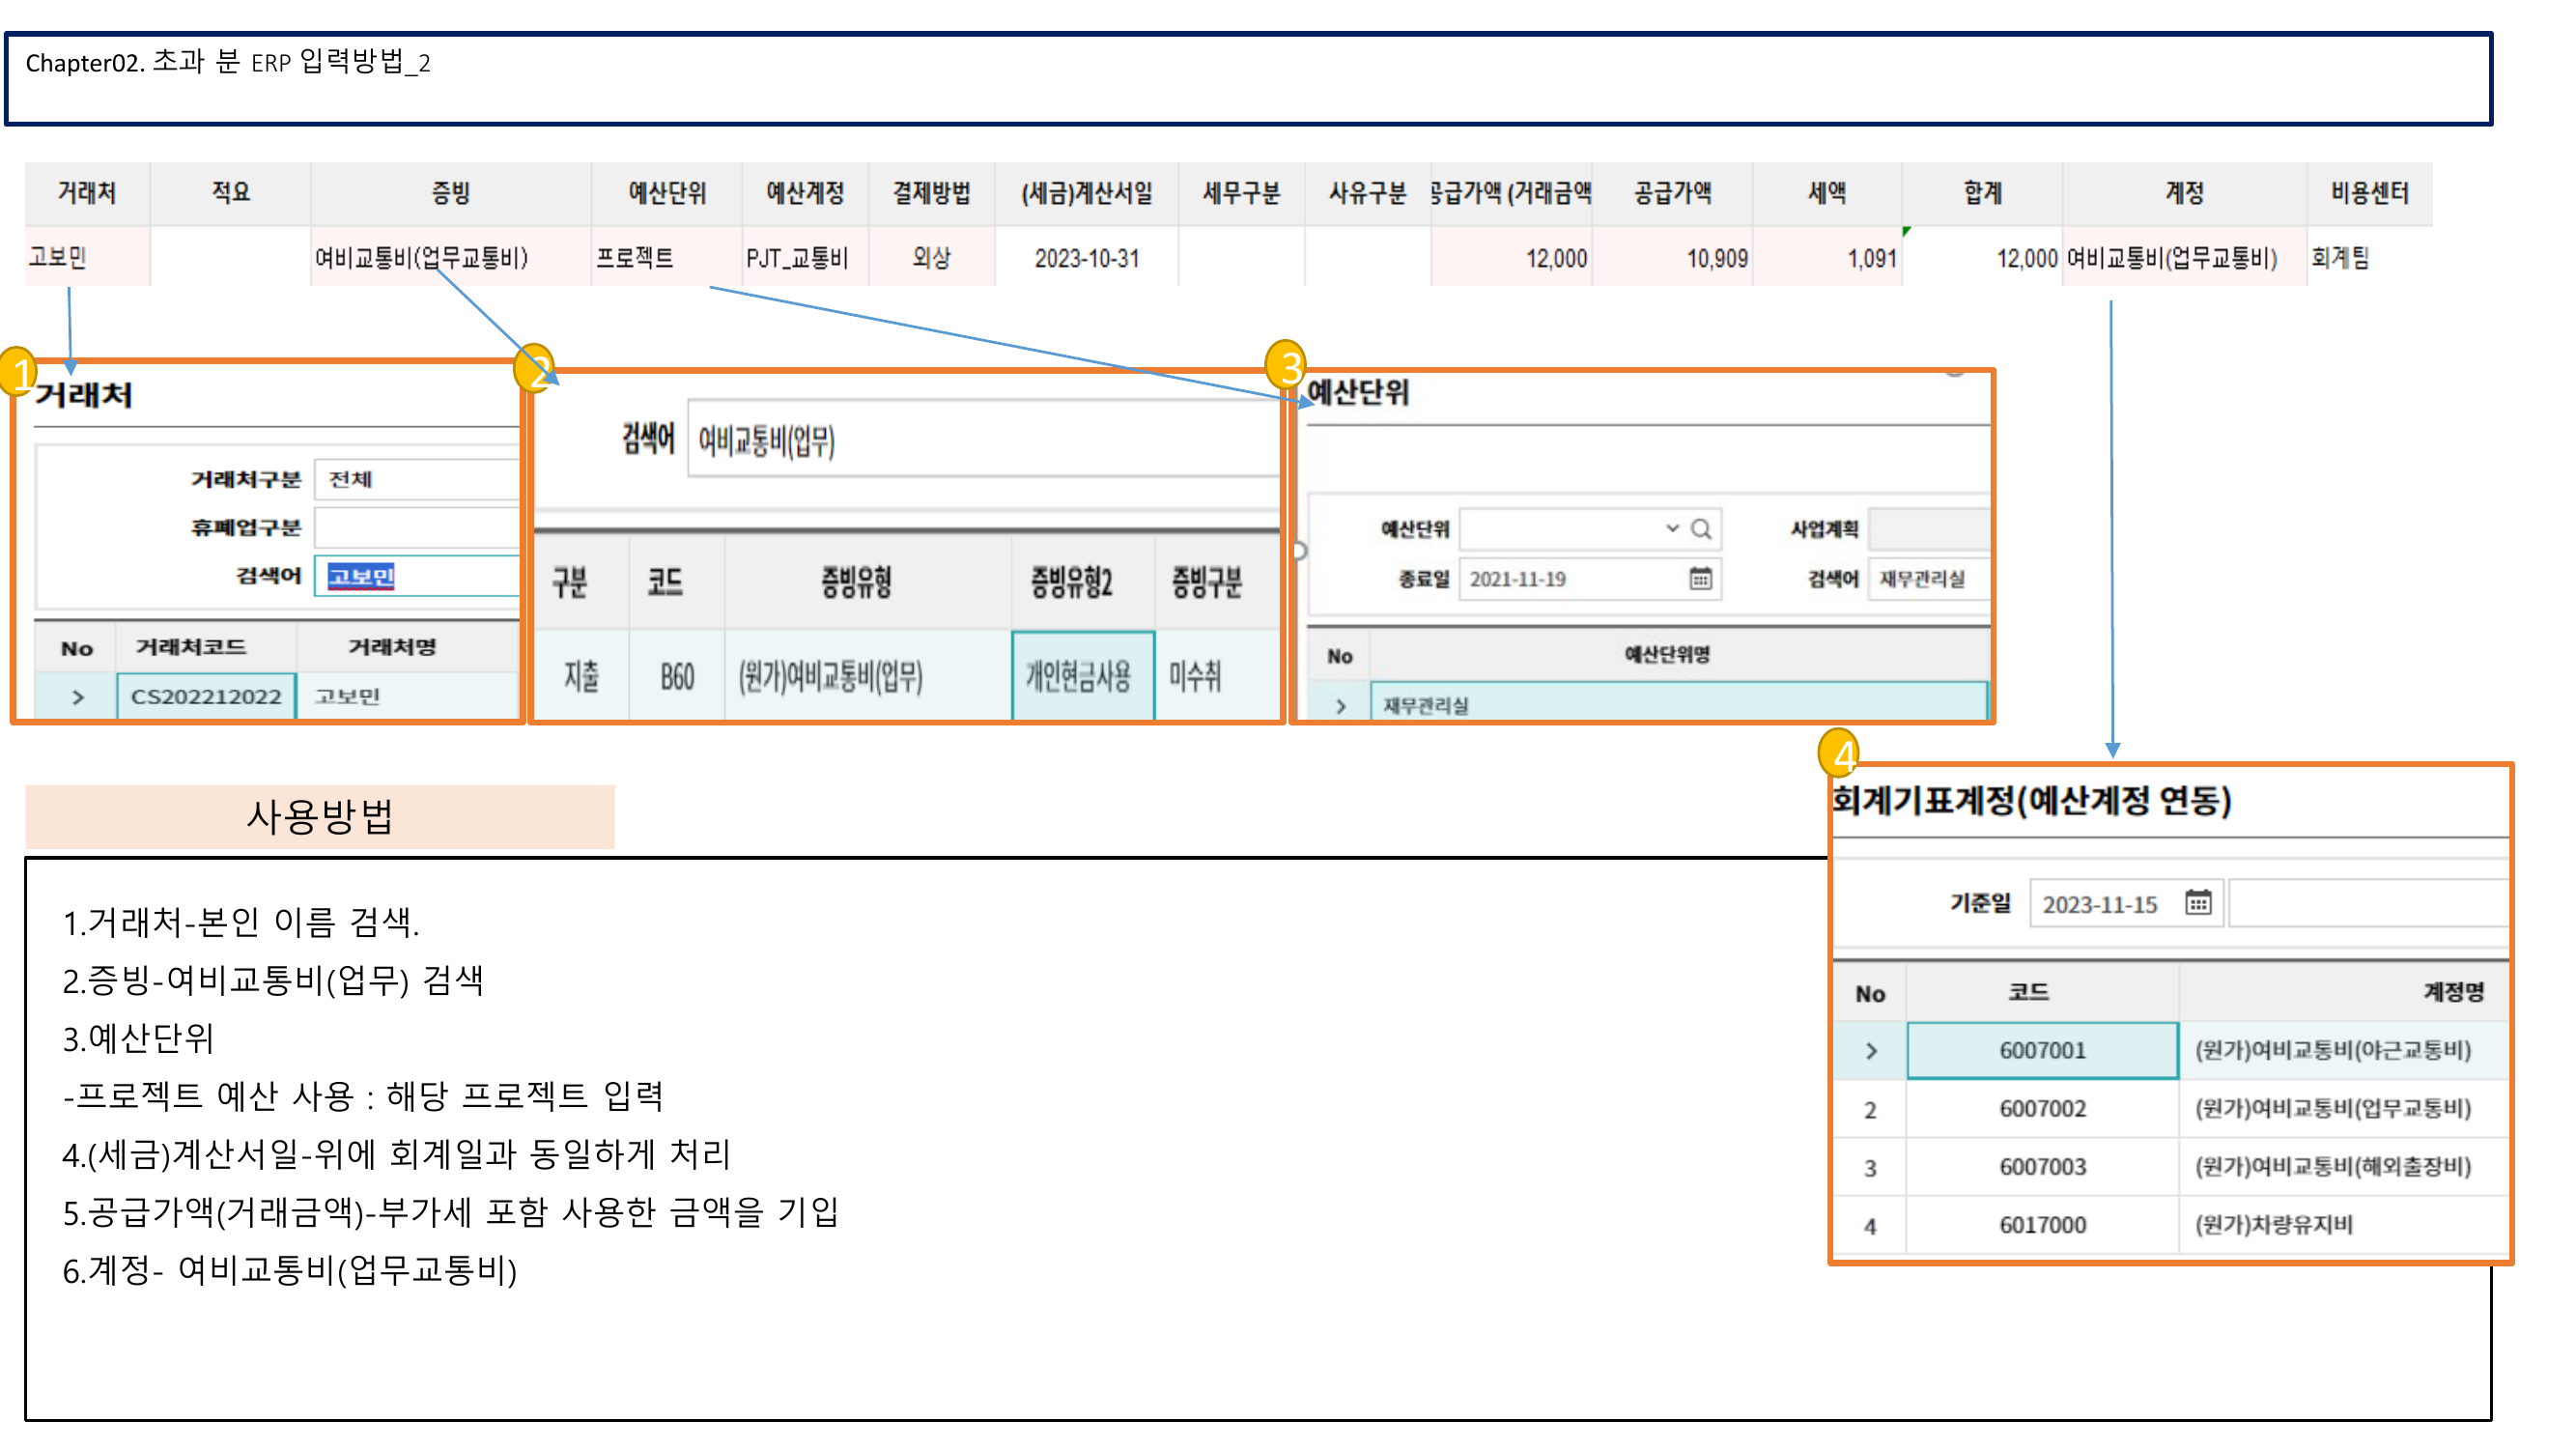 Chapter02. 초과 분 ERP 입력방법_2
거래처 적요 증빙 예산단위 예산계정 결제방법 (세금)계산서일 세무구분 사유구분 공급가액 (거래금액 공급가액 세액 합계 계정 비용센터
고보민 여비교통비(업무교통비) 프로젝트 PJT_교통비 외상 2023-10-31 12,000 10,909 1,091 12,000 여비교통비(업무교통비) 회계팀
1
거래처
거래처구분 전체
휴폐업구분
검색어 고보민
No 거래처코드 거래처명
> CS202212022 고보민
2
검색어 여비교통비(업무)
구분 코드 증빙유형 증빙유형2 증빙구분
지출 B60 (원가)여비교통비(업무) 개인현금사용 미수취
3
예산단위
예산단위 사업계획
종료일 2021-11-19 검색어 재무관리실
No 예산단위명
> 재무관리실
4
회계기표계정(예산계정 연동)
기준일 2023-11-15
No 코드 계정명
> 6007001 (원가)여비교통비(야근교통비)
2 6007002 (원가)여비교통비(업무교통비)
3 6007003 (원가)여비교통비(해외출장비)
4 6017000 (원가)차량유지비
사용방법
1.거래처-본인 이름 검색.
2.증빙-여비교통비(업무) 검색
3.예산단위
-프로젝트 예산 사용 : 해당 프로젝트 입력
4.(세금)계산서일-위에 회계일과 동일하게 처리
5.공급가액(거래금액)-부가세 포함 사용한 금액을 기입
6.계정- 여비교통비(업무교통비)